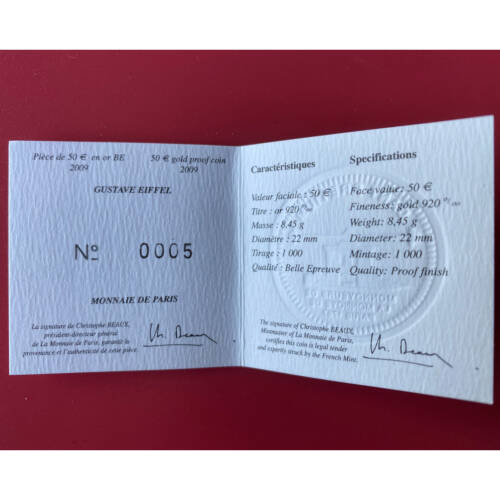 Pièce de 50 € en or BE
2009
50 € gold proof coin
2009
GUSTAVE EIFFEL
Nº 0005
MONNAIE DE PARIS
La signature de Christophe BEAUX,
président-directeur général
de La Monnaie de Paris, garantit la
provenance et l'authenticité de cette pièce.
Caractéristiques
Valeur faciale : 50 €
Titre : or 920 ‰
Masse : 8,45 g
Diamètre : 22 mm
Tirage : 1 000
Qualité : Belle Epreuve
Specifications
Face value: 50 €
Fineness: gold 920 ‰
Weight: 8,45 g
Diameter: 22 mm
Mintage: 1 000
Quality: Proof finish
The signature of Christophe BEAUX,
Mintmaster of La Monnaie de Paris,
certifies this coin is legal tender
and expertly struck by the French Mint.